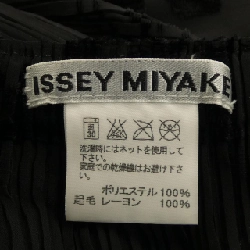 ISSEY MIYAKE
洗濯時にはネットを使用して
下さい。
家庭での乾燥機はお避け下さい。
ポリエステル 100%
起毛 レーヨン 100%